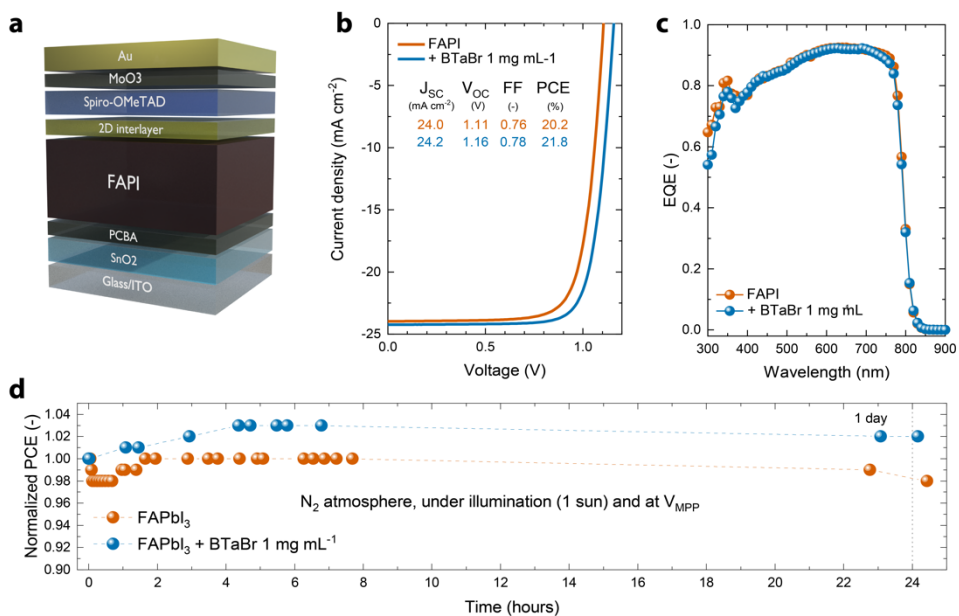 a
Au
MoO3
Spiro-OMeTAD
2D interlayer
FAPI
PCBA
SnO2
Glass/ITO
b
FAPI
+ BTaBr 1 mg mL-1
J_SC V_OC FF PCE
(mA cm⁻²) (V) (-) (%)
24.0 1.11 0.76 20.2
24.2 1.16 0.78 21.8
Current density (mA cm⁻²)
0
-5
-10
-15
-20
-25
0.0 0.5 1.0
Voltage (V)
c
EQE (-)
1.0
0.8
0.6
0.4
0.2
0.0
FAPI
+ BTaBr 1 mg mL
300 400 500 600 700 800 900
Wavelength (nm)
d
Normalized PCE (-)
1.04
1.02
1.00
0.98
0.96
0.94
0.92
0.90
1 day
N₂ atmosphere, under illumination (1 sun) and at V_MPP
FAPbI₃
FAPbI₃ + BTaBr 1 mg mL⁻¹
0 2 4 6 8 10 12 14 16 18 20 22 24
Time (hours)